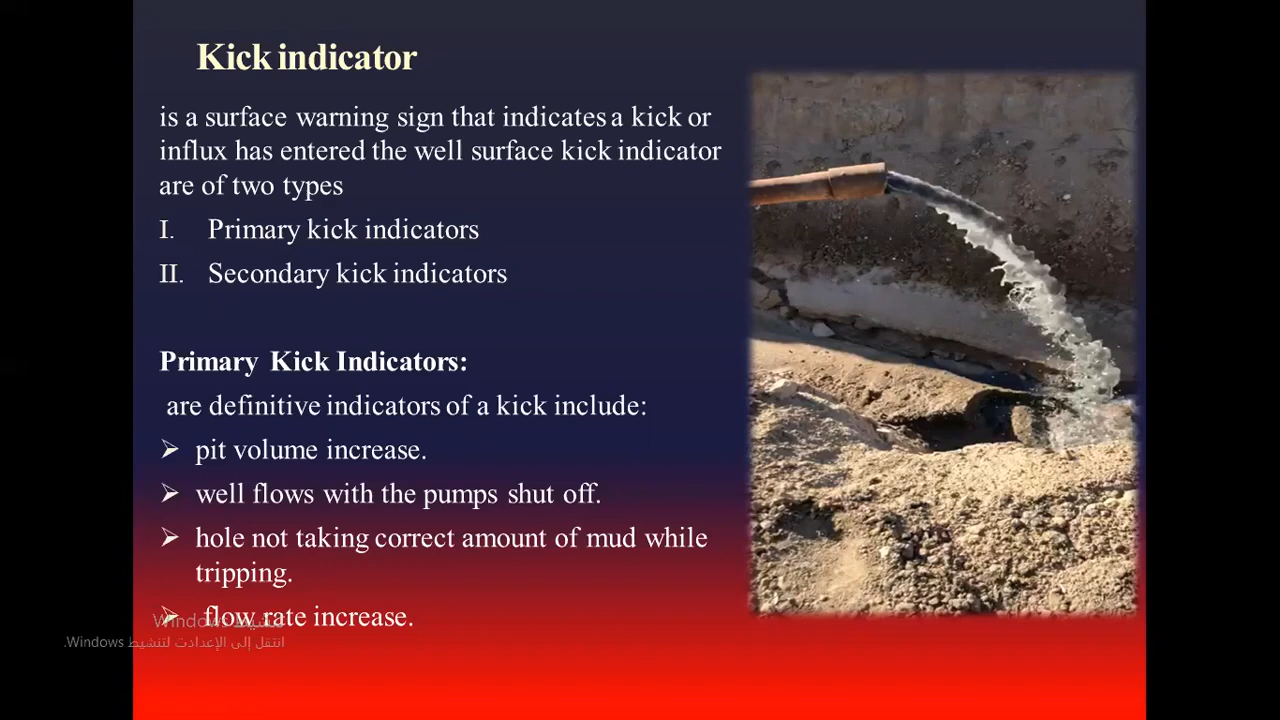 Kick indicator
is a surface warning sign that indicates a kick or
influx has entered the well surface kick indicator
are of two types
I. Primary kick indicators
II. Secondary kick indicators
Primary Kick Indicators:
are definitive indicators of a kick include:
➢ pit volume increase.
➢ well flows with the pumps shut off.
➢ hole not taking correct amount of mud while
tripping.
➢ flow rate increase.
تنشيط Windows
انتقل إلى الإعدادت لتنشيط Windows.